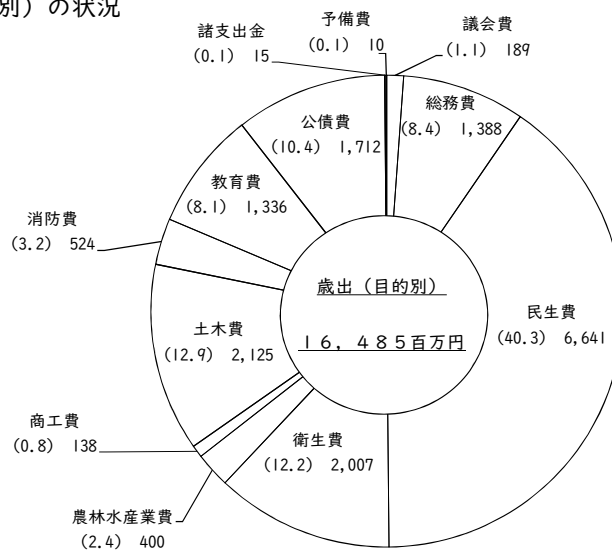 別）の状況
諸支出金
(0.1) 15
予備費
(0.1) 10
議会費
(1.1) 189
総務費
(8.4) 1,388
公債費
(10.4) 1,712
教育費
(8.1) 1,336
消防費
(3.2) 524
歳出（目的別）
１６，４８５百万円
民生費
(40.3) 6,641
土木費
(12.9) 2,125
商工費
(0.8) 138
衛生費
(12.2) 2,007
農林水産業費
(2.4) 400